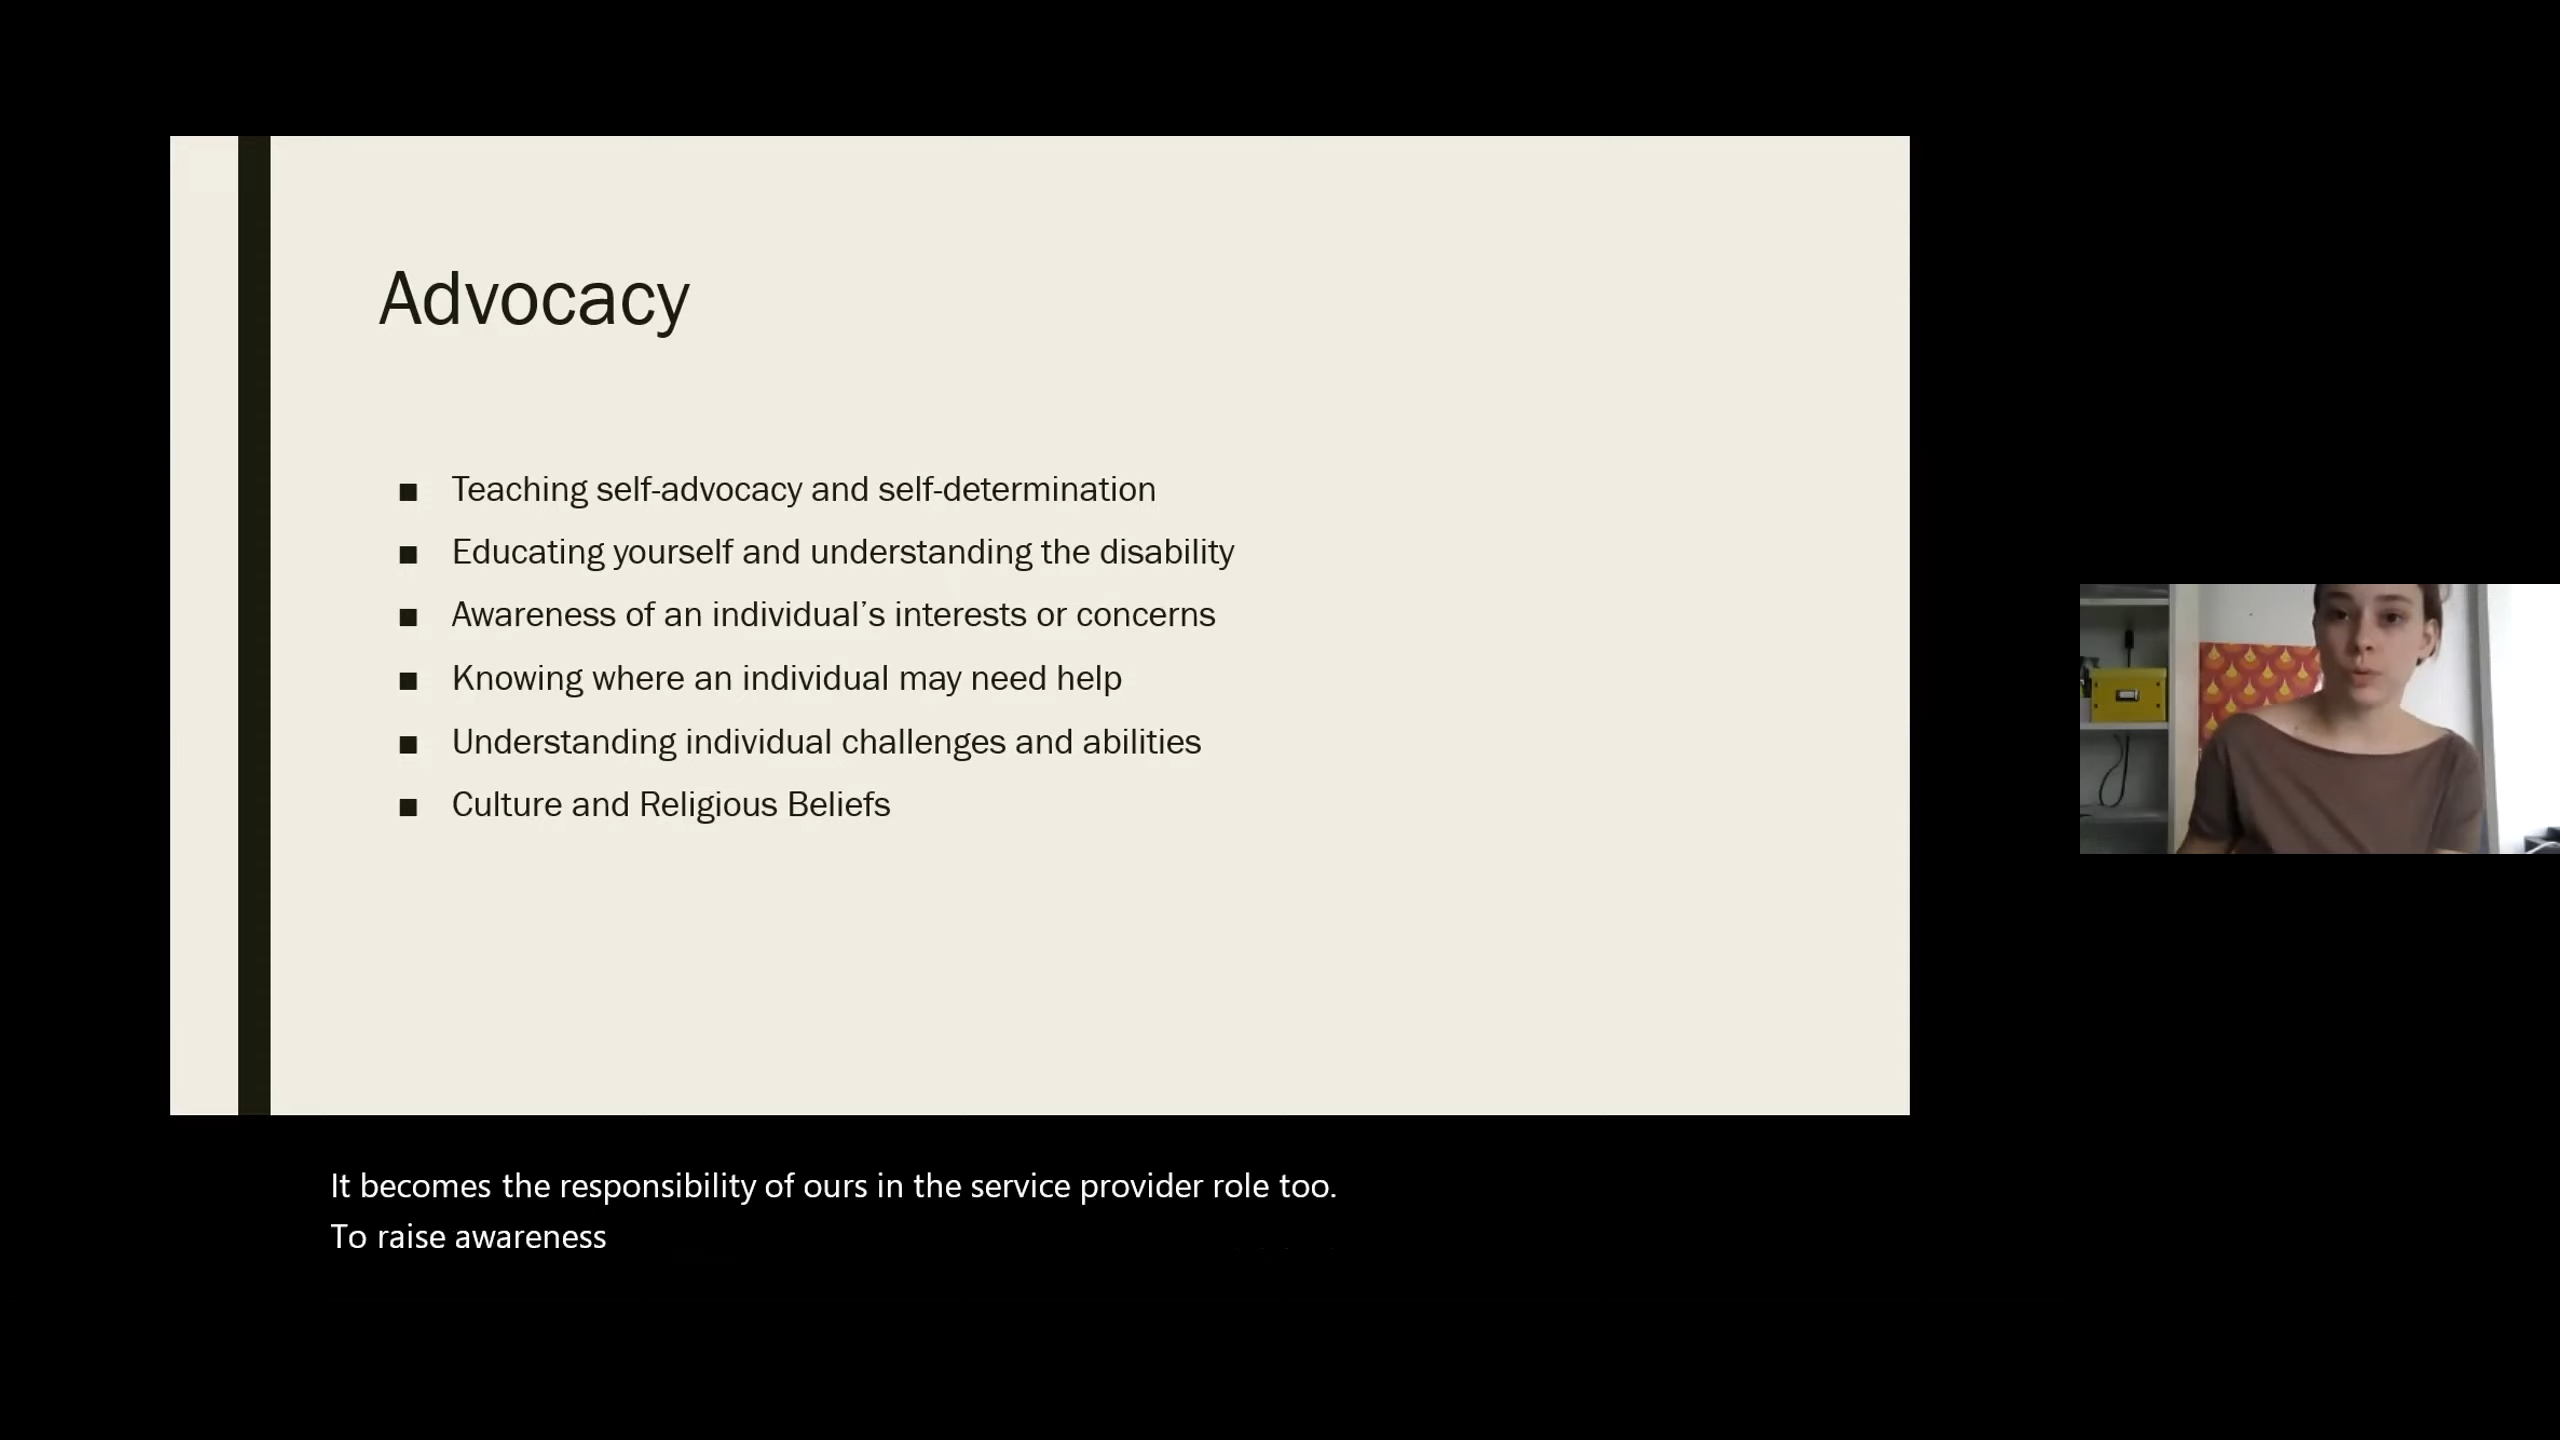 Advocacy
■ Teaching self-advocacy and self-determination
■ Educating yourself and understanding the disability
■ Awareness of an individual’s interests or concerns
■ Knowing where an individual may need help
■ Understanding individual challenges and abilities
■ Culture and Religious Beliefs
It becomes the responsibility of ours in the service provider role too.
To raise awareness